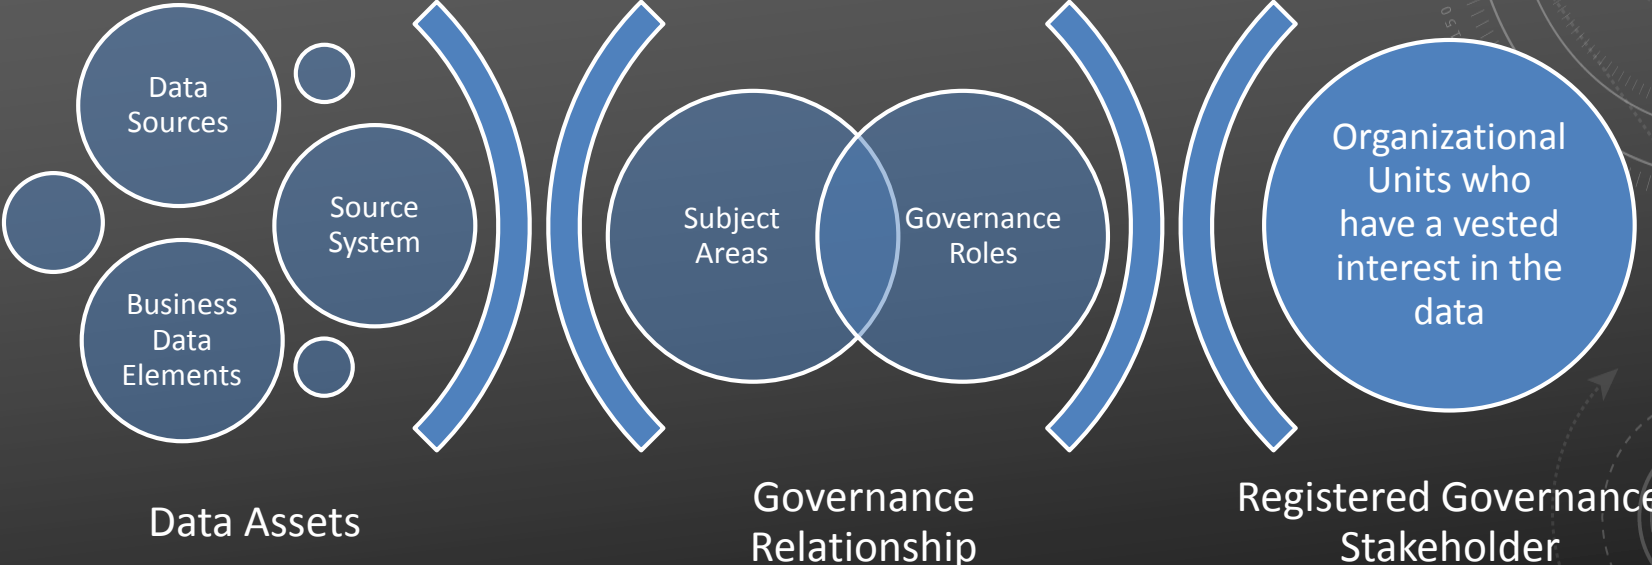 Data
Sources
Source
System
Business
Data
Elements
Data Assets
Subject
Areas
Governance
Roles
Governance
Relationship
Organizational
Units who
have a vested
interest in the
data
Registered Governance
Stakeholder
50